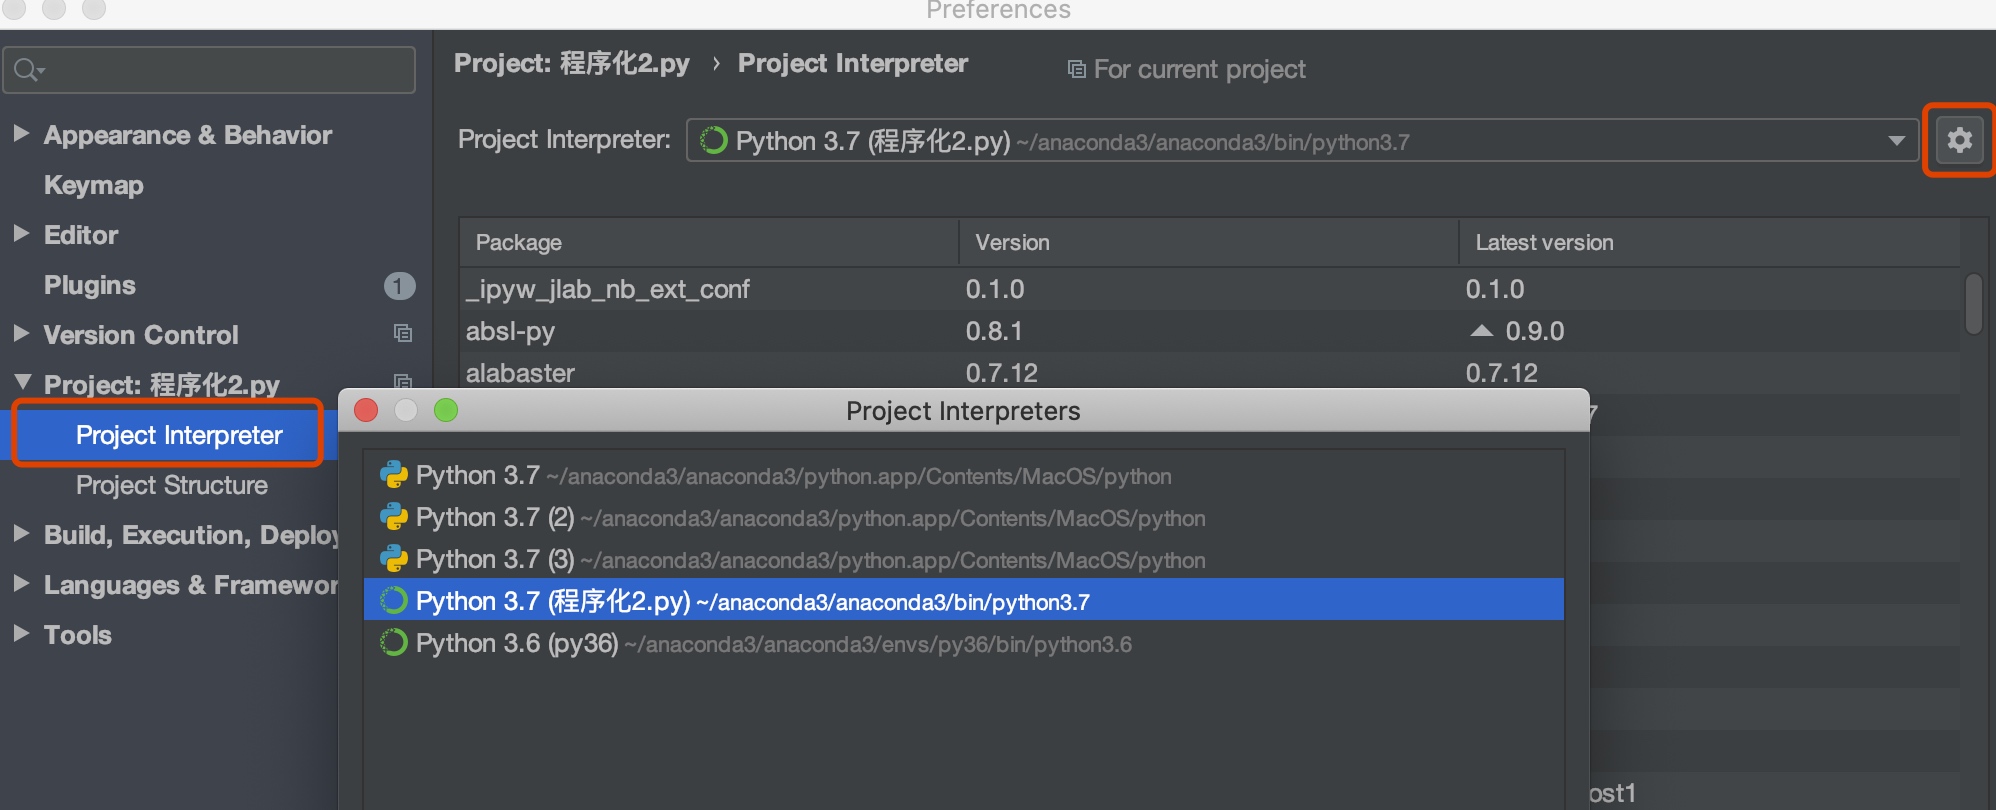 Preferences
Project: 程序化2.py › Project Interpreter
For current project
Appearance & Behavior
Keymap
Editor
Plugins
1
Version Control
Project: 程序化2.py
Project Interpreter
Project Structure
Build, Execution, Deploy
Languages & Framewor
Tools
Project Interpreter:
Python 3.7 (程序化2.py) ~/anaconda3/anaconda3/bin/python3.7
Package Version Latest version
_ipyw_jlab_nb_ext_conf 0.1.0 0.1.0
absl-py 0.8.1 0.9.0
alabaster 0.7.12 0.7.12
7
Project Interpreters
Python 3.7 ~/anaconda3/anaconda3/python.app/Contents/MacOS/python
Python 3.7 (2) ~/anaconda3/anaconda3/python.app/Contents/MacOS/python
Python 3.7 (3) ~/anaconda3/anaconda3/python.app/Contents/MacOS/python
Python 3.7 (程序化2.py) ~/anaconda3/anaconda3/bin/python3.7
Python 3.6 (py36) ~/anaconda3/anaconda3/envs/py36/bin/python3.6
ost1